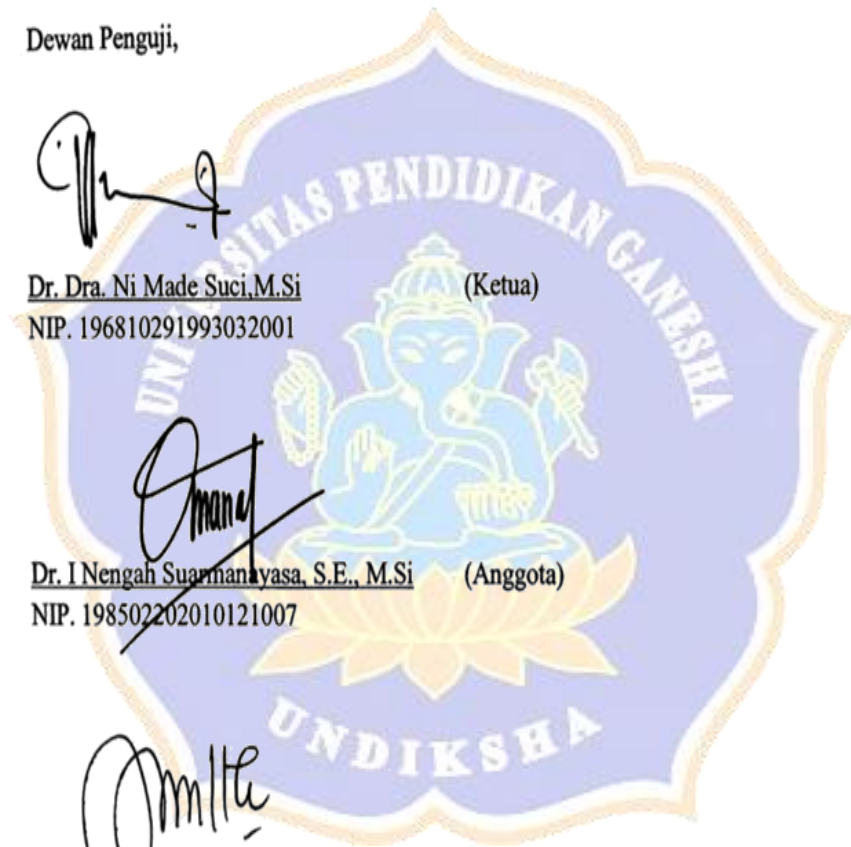 Dewan Penguji,
UNIVERSITAS PENDIDIKAN GANESHA
Dr. Dra. Ni Made Suci,M.Si (Ketua)
NIP. 196810291993032001
Dr. I Nengah Suarmanayasa, S.E., M.Si (Anggota)
NIP. 198502202010121007
UNDIKSHA